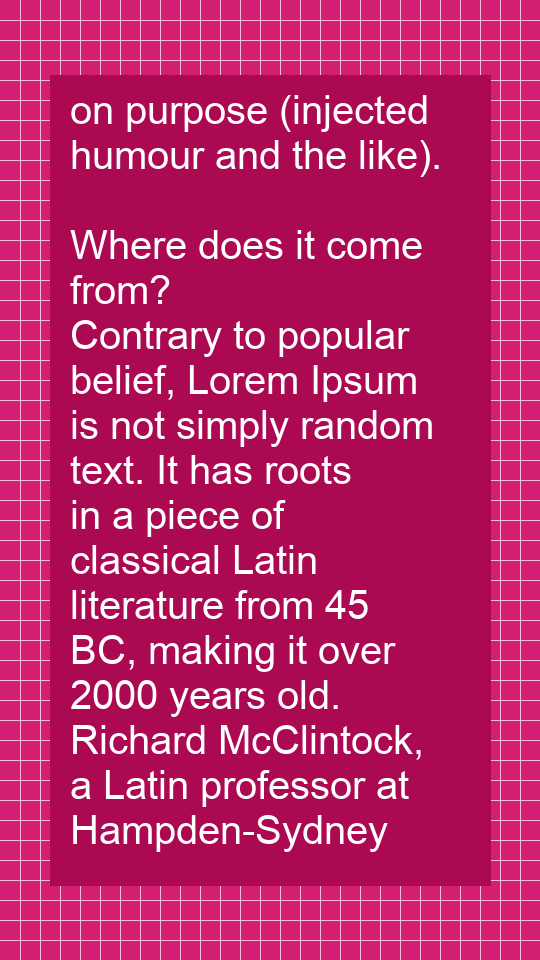 on purpose (injected
humour and the like).
Where does it come
from?
Contrary to popular
belief, Lorem Ipsum
is not simply random
text. It has roots
in a piece of
classical Latin
literature from 45
BC, making it over
2000 years old.
Richard McClintock,
a Latin professor at
Hampden-Sydney